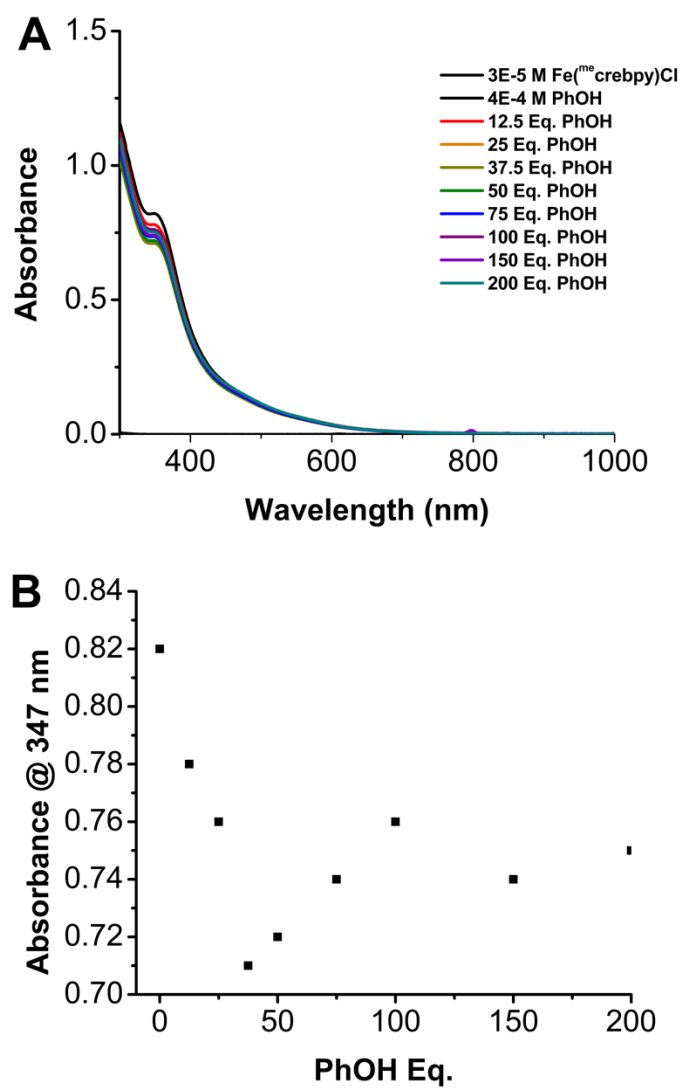 A
1.5
1.0
0.5
0.0
Absorbance
400
600
800
1000
Wavelength (nm)
3E-5 M Fe(ᵐᵉcrebpy)Cl
4E-4 M PhOH
12.5 Eq. PhOH
25 Eq. PhOH
37.5 Eq. PhOH
50 Eq. PhOH
75 Eq. PhOH
100 Eq. PhOH
150 Eq. PhOH
200 Eq. PhOH
B
0.84
0.82
0.80
0.78
0.76
0.74
0.72
0.70
Absorbance @ 347 nm
0
50
100
150
200
PhOH Eq.